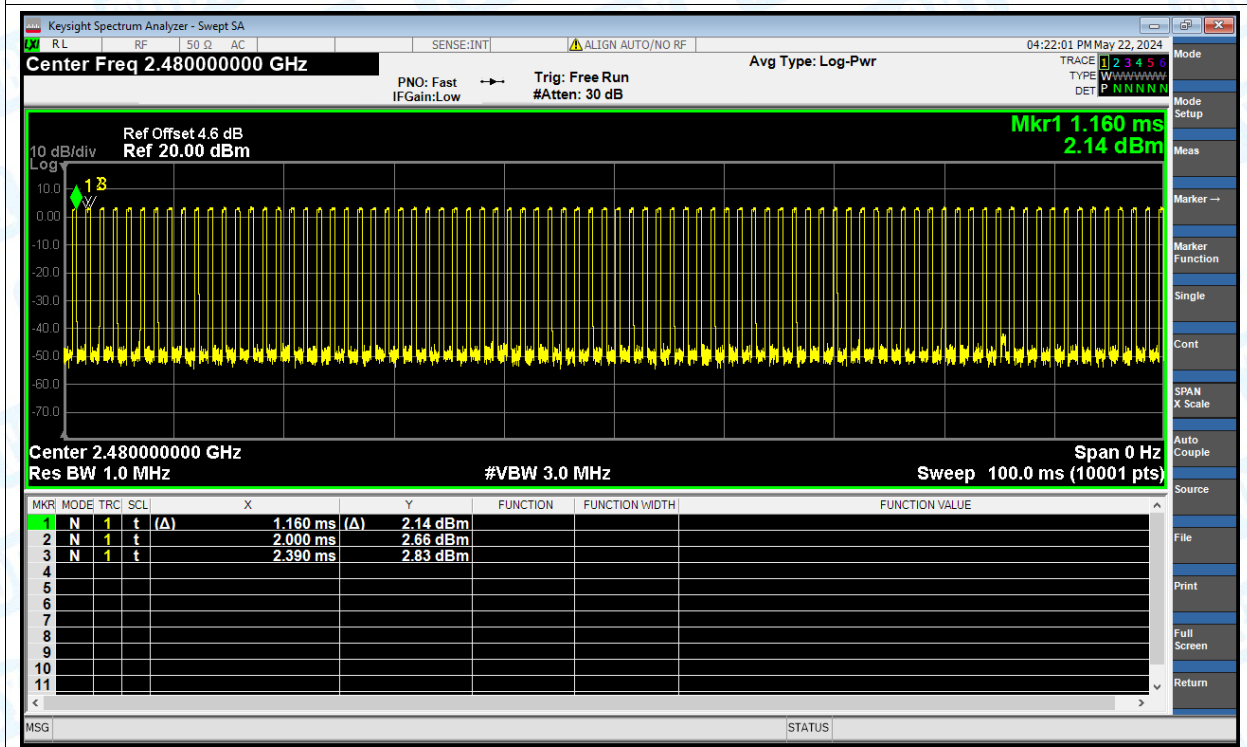 Keysight Spectrum Analyzer - Swept SA
LXI RL RF 50 Ω AC SENSE:INT ALIGN AUTO/NO RF 04:22:01 PM May 22, 2024
Center Freq 2.480000000 GHz
PNO: Fast
IFGain:Low
Trig: Free Run
#Atten: 30 dB
Avg Type: Log-Pwr
TRACE 1 2 3 4 5 6
TYPE WWWWWW
DET P N N N N N
Ref Offset 4.6 dB
10 dB/div Ref 20.00 dBm
Log
Mkr1 1.160 ms
2.14 dBm
10.0
0.00
-10.0
-20.0
-30.0
-40.0
-50.0
-60.0
-70.0
1
2
3
Center 2.480000000 GHz Span 0 Hz
Res BW 1.0 MHz #VBW 3.0 MHz Sweep 100.0 ms (10001 pts)
MKR MODE TRC SCL X Y FUNCTION FUNCTION WIDTH FUNCTION VALUE
1 N 1 t (Δ) 1.160 ms (Δ) 2.14 dBm
2 N 1 t 2.000 ms 2.66 dBm
3 N 1 t 2.390 ms 2.83 dBm
4
5
6
7
8
9
10
11
MSG STATUS
Mode
Mode
Setup
Meas
Marker →
Marker
Function
Single
Cont
SPAN
X Scale
Auto
Couple
Source
File
Print
Full
Screen
Return